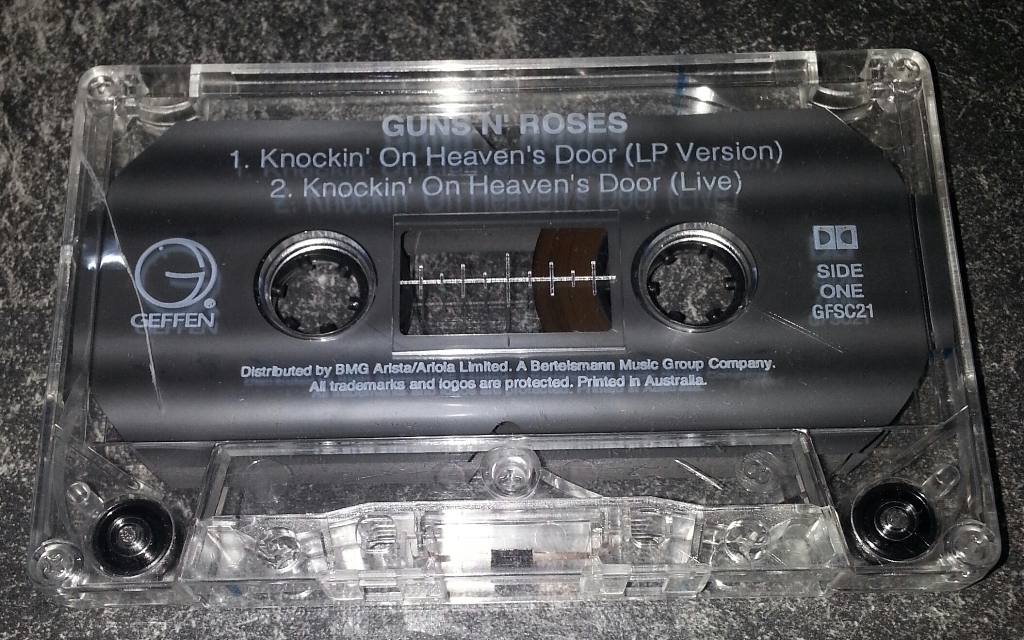 GUNS N' ROSES
1. Knockin' On Heaven's Door (LP Version)
2. Knockin' On Heaven's Door (Live)
G
GEFFEN®
SIDE
ONE
GFSC21
Distributed by BMG Arista/Ariola Limited. A Bertelsmann Music Group Company.
All trademarks and logos are protected. Printed in Australia.